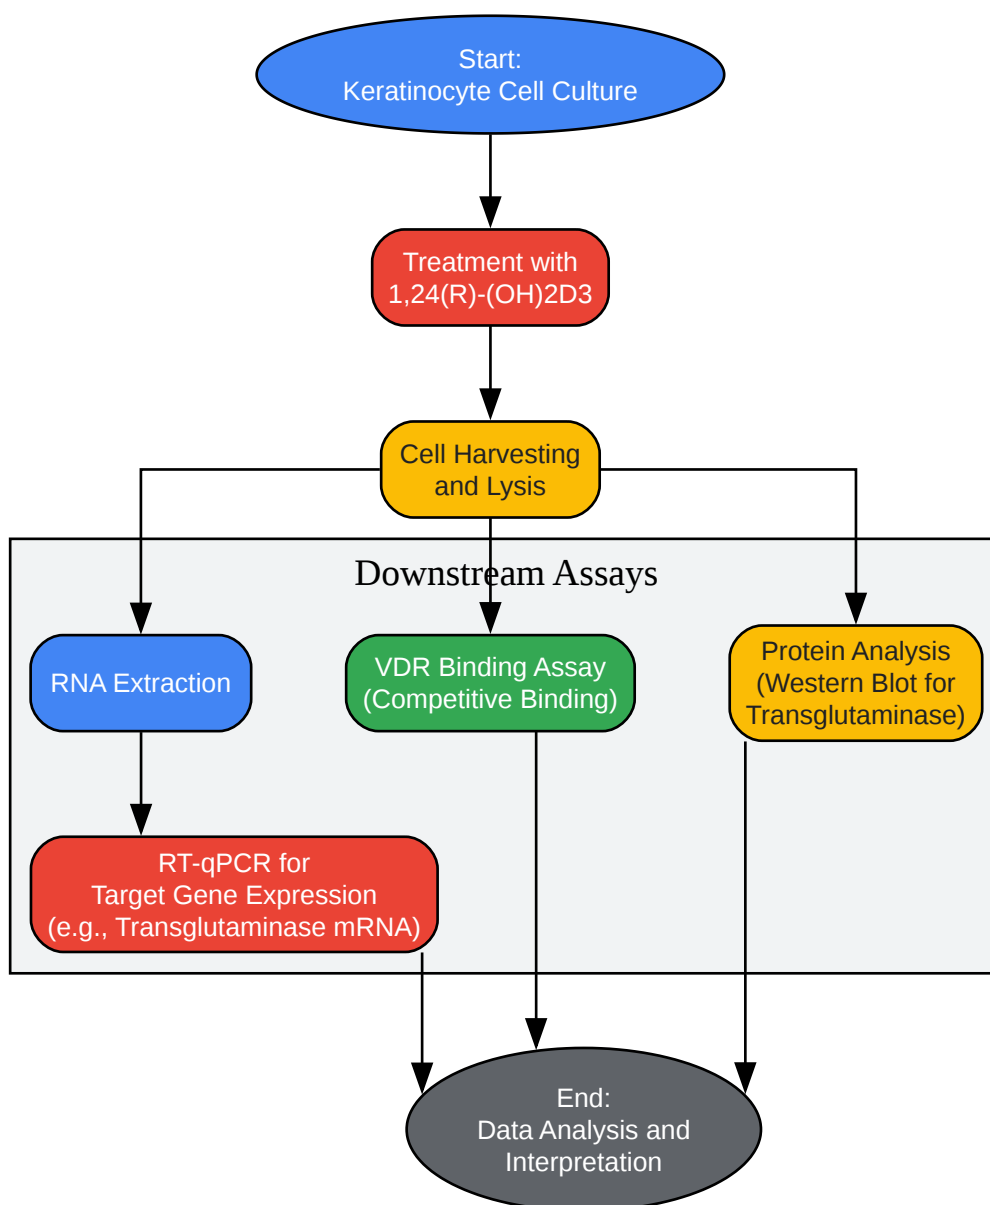 Start:
Keratinocyte Cell Culture
Treatment with
1,24(R)-(OH)2D3
Cell Harvesting
and Lysis
Downstream Assays
RNA Extraction
VDR Binding Assay
(Competitive Binding)
Protein Analysis
(Western Blot for
Transglutaminase)
RT-qPCR for
Target Gene Expression
(e.g., Transglutaminase mRNA)
End:
Data Analysis and
Interpretation